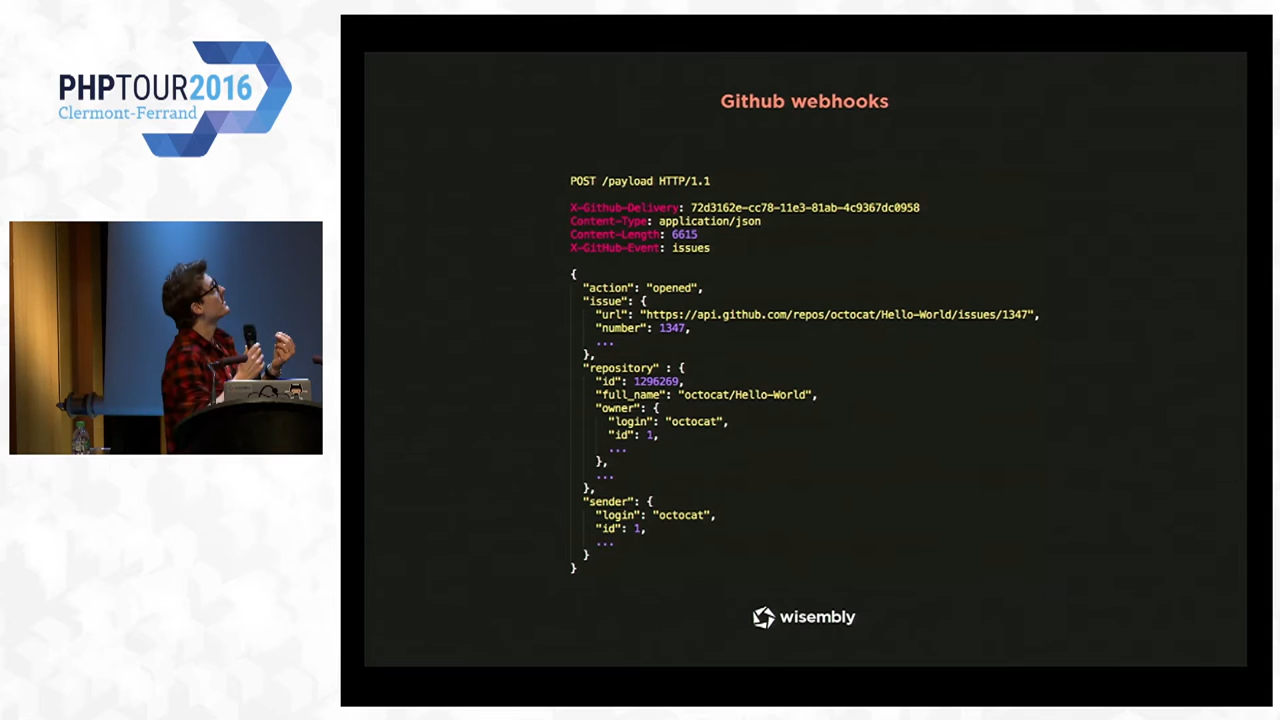 PHPTOUR2016
Clermont-Ferrand
Github webhooks
POST /payload HTTP/1.1
X-Github-Delivery: 72d3162e-cc78-11e3-81ab-4c9367dc0958
Content-Type: application/json
Content-Length: 6615
X-GitHub-Event: issues
{
"action": "opened",
"issue": {
"url": "https://api.github.com/repos/octocat/Hello-World/issues/1347",
"number": 1347,
...
},
"repository" : {
"id": 1296269,
"full_name": "octocat/Hello-World",
"owner": {
"login": "octocat",
"id": 1,
...
},
...
},
"sender": {
"login": "octocat",
"id": 1,
...
}
}
wisembly